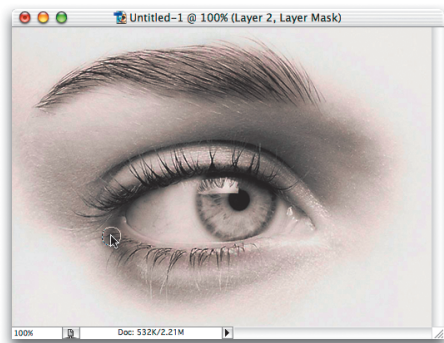 Untitled-1 @ 100% (Layer 2, Layer Mask)
100% Doc: 532K/2.21M